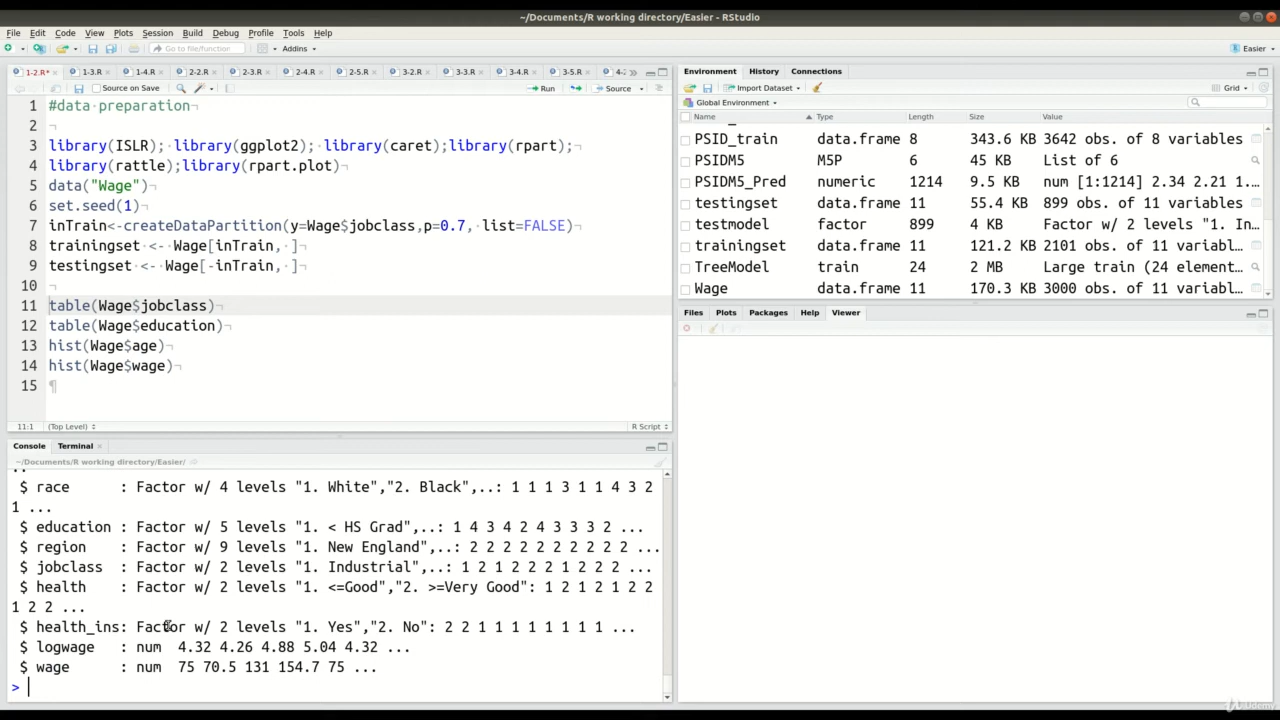 ~/Documents/R working directory/Easier - RStudio
File Edit Code View Plots Session Build Debug Profile Tools Help
Go to file/function Addins Easier
1-2.R* 1-3.R 1-4.R 2-2.R 2-3.R 2-4.R 2-5.R 3-2.R 3-3.R 3-4.R 3-5.R 4-
Source on Save Run Source
1 #data preparation
2
3 library(ISLR); library(ggplot2); library(caret);library(rpart);
4 library(rattle);library(rpart.plot)
5 data("Wage")
6 set.seed(1)
7 inTrain<-createDataPartition(y=Wage$jobclass,p=0.7, list=FALSE)
8 trainingset <- Wage[inTrain, ]
9 testingset <- Wage[-inTrain, ]
10
11 table(Wage$jobclass)
12 table(Wage$education)
13 hist(Wage$age)
14 hist(Wage$wage)
15
11:1 (Top Level) R Script
Console Terminal
~/Documents/R working directory/Easier/
..
$ race : Factor w/ 4 levels "1. White","2. Black",..: 1 1 1 3 1 1 4 3 2
1 ...
$ education : Factor w/ 5 levels "1. < HS Grad",..: 1 4 3 4 2 4 3 3 3 2 ...
$ region : Factor w/ 9 levels "1. New England",..: 2 2 2 2 2 2 2 2 2 2 ...
$ jobclass : Factor w/ 2 levels "1. Industrial",..: 1 2 1 2 2 2 1 2 2 2 ...
$ health : Factor w/ 2 levels "1. <=Good","2. >=Very Good": 1 2 1 2 1 2 2
1 2 2 ...
$ health_ins: Factor w/ 2 levels "1. Yes","2. No": 2 2 1 1 1 1 1 1 1 1 ...
$ logwage : num 4.32 4.26 4.88 5.04 4.32 ...
$ wage : num 75 70.5 131 154.7 75 ...
>
Environment History Connections
Import Dataset Grid
Global Environment
Name Type Length Size Value
PSID_train data.frame 8 343.6 KB 3642 obs. of 8 variables
PSIDM5 M5P 6 45 KB List of 6
PSIDM5_Pred numeric 1214 9.5 KB num [1:1214] 2.34 2.21 1....
testingset data.frame 11 55.4 KB 899 obs. of 11 variables
testmodel factor 899 4 KB Factor w/ 2 levels "1. In...
trainingset data.frame 11 121.2 KB 2101 obs. of 11 variabl...
TreeModel train 24 2 MB Large train (24 element...
Wage data.frame 11 170.3 KB 3000 obs. of 11 variabl...
Files Plots Packages Help Viewer
Udemy